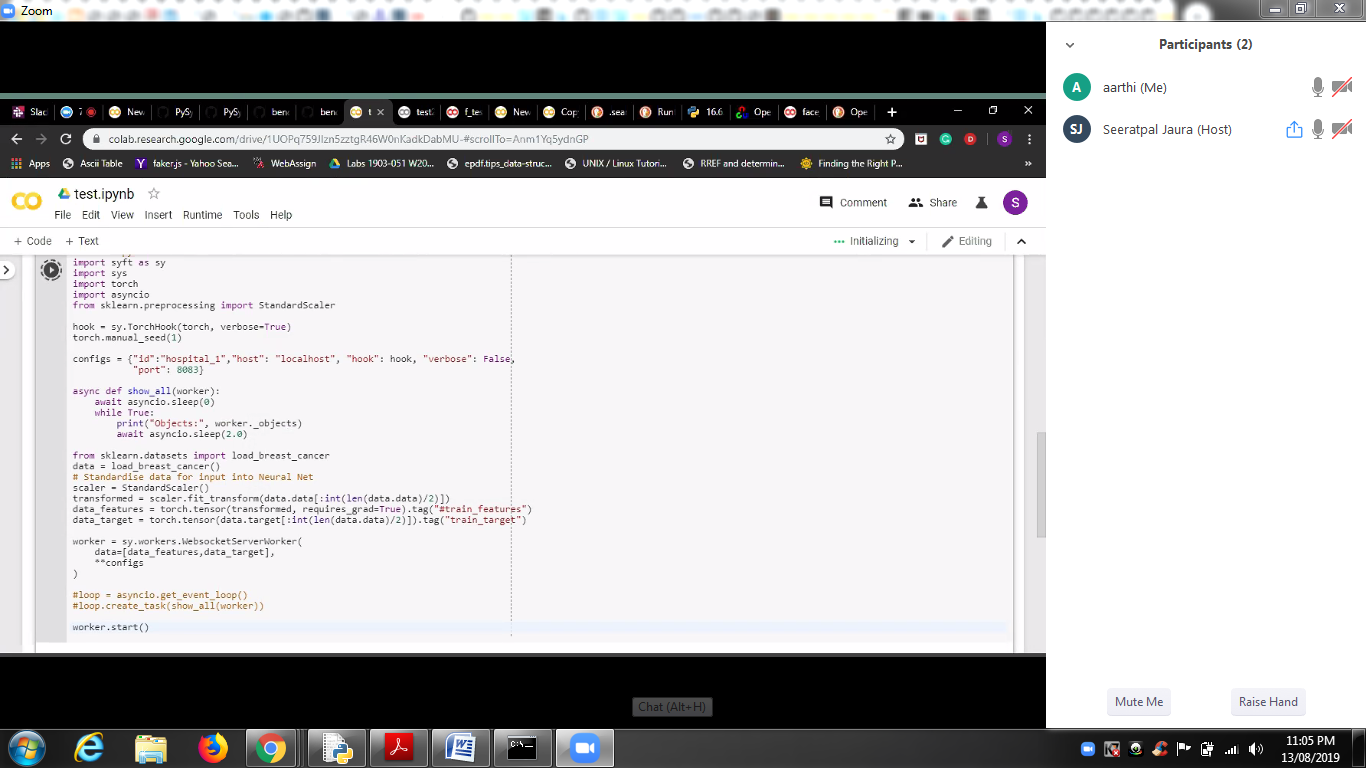 Zoom
Slac
7
New
PySy
PySy
bene
bene
t
test7
f_tes
New
Cop
.sea
Run
16.6
Ope
face
Ope
colab.research.google.com/drive/1UOPq759JIzn5zztgR46W0nKadkDabMU-#scrollTo=Anm1Yq5ydnGP
Apps
Ascii Table
faker.js - Yahoo Sea...
WebAssign
Labs 1903-051 W20...
epdf.tips_data-struc...
UNIX / Linux Tutori...
RREF and determin...
Finding the Right P...
»
test.ipynb
File Edit View Insert Runtime Tools Help
Comment
Share
S
+ Code + Text
Initializing
Editing
import syft as sy
import sys
import torch
import asyncio
from sklearn.preprocessing import StandardScaler
hook = sy.TorchHook(torch, verbose=True)
torch.manual_seed(1)
configs = {"id":"hospital_1","host": "localhost", "hook": hook, "verbose": False,
"port": 8083}
async def show_all(worker):
await asyncio.sleep(0)
while True:
print("Objects:", worker._objects)
await asyncio.sleep(2.0)
from sklearn.datasets import load_breast_cancer
data = load_breast_cancer()
# Standardise data for input into Neural Net
scaler = StandardScaler()
transformed = scaler.fit_transform(data.data[:int(len(data.data)/2)])
data_features = torch.tensor(transformed, requires_grad=True).tag("#train_features")
data_target = torch.tensor(data.target[:int(len(data.data)/2)]).tag("train_target")
worker = sy.workers.WebsocketServerWorker(
data=[data_features,data_target],
**configs
)
#loop = asyncio.get_event_loop()
#loop.create_task(show_all(worker))
worker.start()
Chat (Alt+H)
Participants (2)
A
aarthi (Me)
SJ
Seeratpal Jaura (Host)
Mute Me
Raise Hand
11:05 PM
13/08/2019